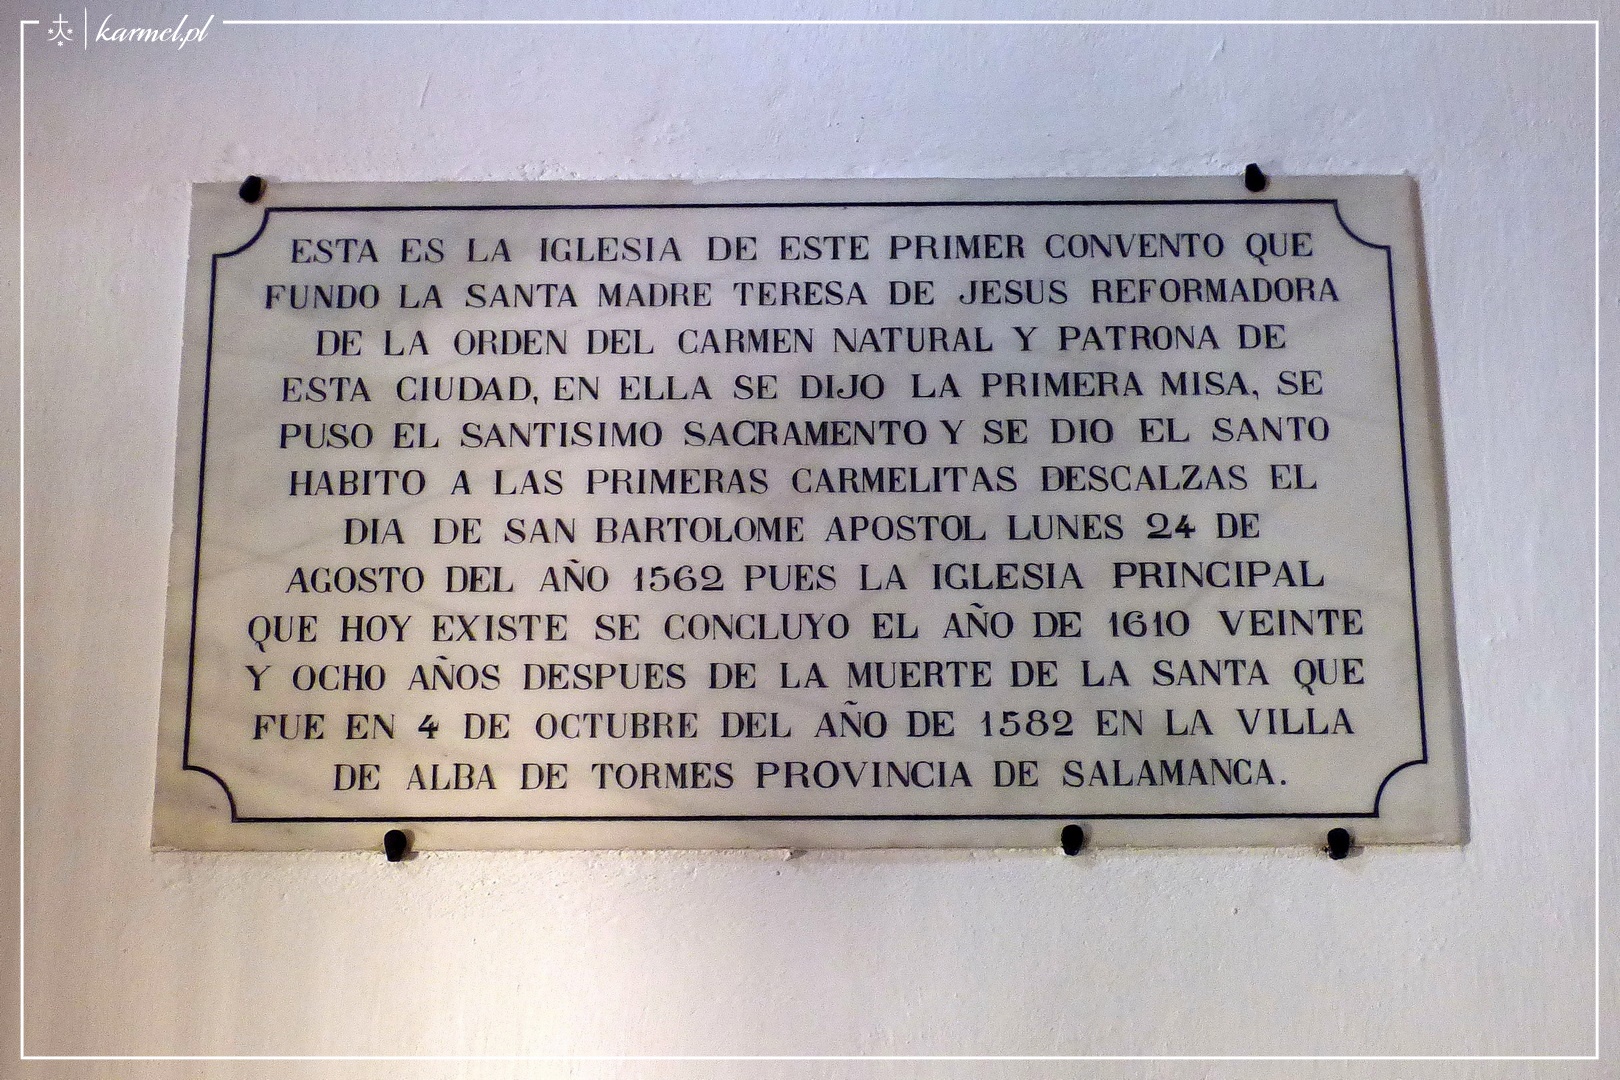 karmel.pl
ESTA ES LA IGLESIA DE ESTE PRIMER CONVENTO QUE
FUNDO LA SANTA MADRE TERESA DE JESUS REFORMADORA
DE LA ORDEN DEL CARMEN NATURAL Y PATRONA DE
ESTA CIUDAD, EN ELLA SE DIJO LA PRIMERA MISA, SE
PUSO EL SANTISIMO SACRAMENTO Y SE DIO EL SANTO
HABITO A LAS PRIMERAS CARMELITAS DESCALZAS EL
DIA DE SAN BARTOLOME APOSTOL LUNES 24 DE
AGOSTO DEL AÑO 1562 PUES LA IGLESIA PRINCIPAL
QUE HOY EXISTE SE CONCLUYO EL AÑO DE 1610 VEINTE
Y OCHO AÑOS DESPUES DE LA MUERTE DE LA SANTA QUE
FUE EN 4 DE OCTUBRE DEL AÑO DE 1582 EN LA VILLA
DE ALBA DE TORMES PROVINCIA DE SALAMANCA.